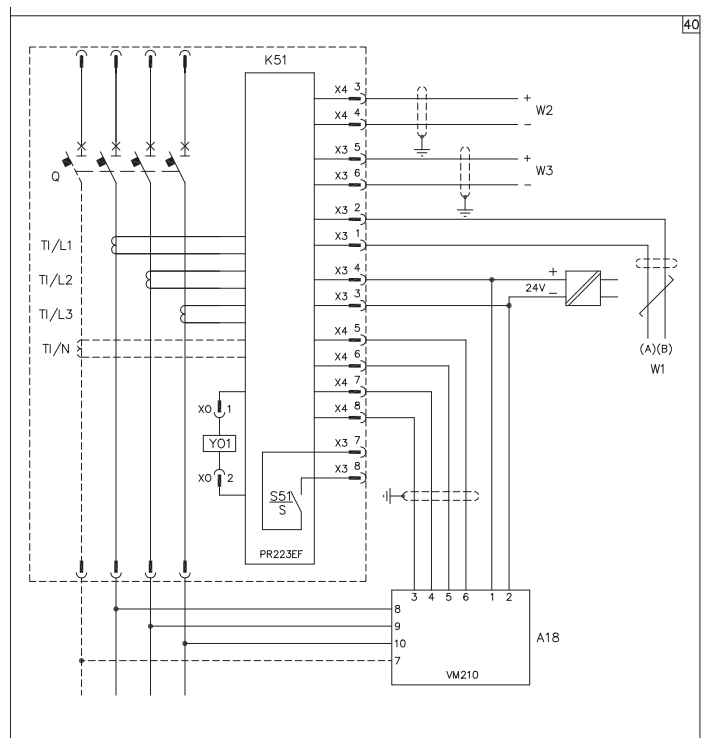 40
K51
X4 3
+
W2
X4 4
–
X3 5
+
W3
X3 6
–
Q
X3 2
X3 1
TI/L1
X3 4
+
TI/L2
24V –
X3 3
TI/L3
X4 5
TI/N
(A)(B)
X4 6
W1
X4 7
XO 1
X4 8
YO1
X3 7
XO 2
X3 8
S51
S
PR223EF
3 4 5 6 1 2
8
9
A18
10
7
VM210